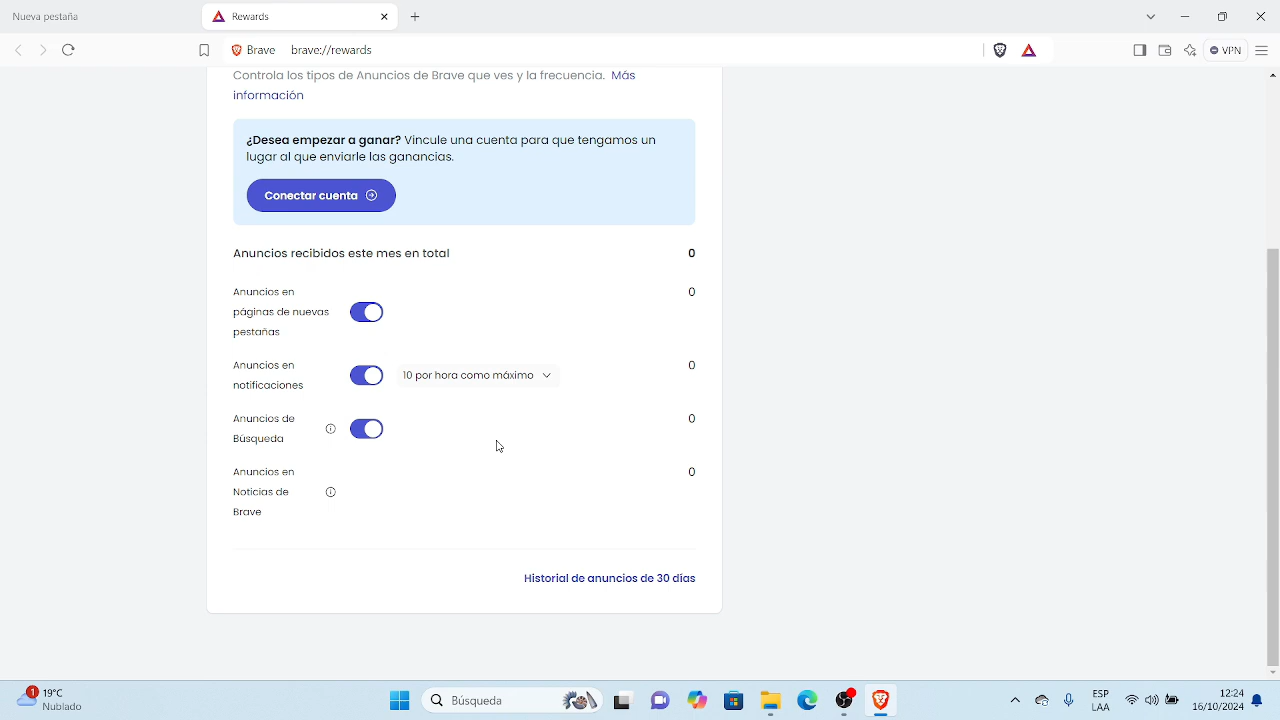 Nueva pestaña
Rewards
Brave brave://rewards
VPN
Controla los tipos de Anuncios de Brave que ves y la frecuencia. Más
información
¿Desea empezar a ganar? Vincule una cuenta para que tengamos un
lugar al que enviarle las ganancias.
Conectar cuenta
Anuncios recibidos este mes en total 0
Anuncios en 0
páginas de nuevas
pestañas
Anuncios en 0
10 por hora como máximo
notificaciones
Anuncios de 0
Búsqueda
Anuncios en 0
Noticias de
Brave
Historial de anuncios de 30 días
1
19°C
Nublado
Búsqueda
ESP
LAA
12:24
16/10/2024